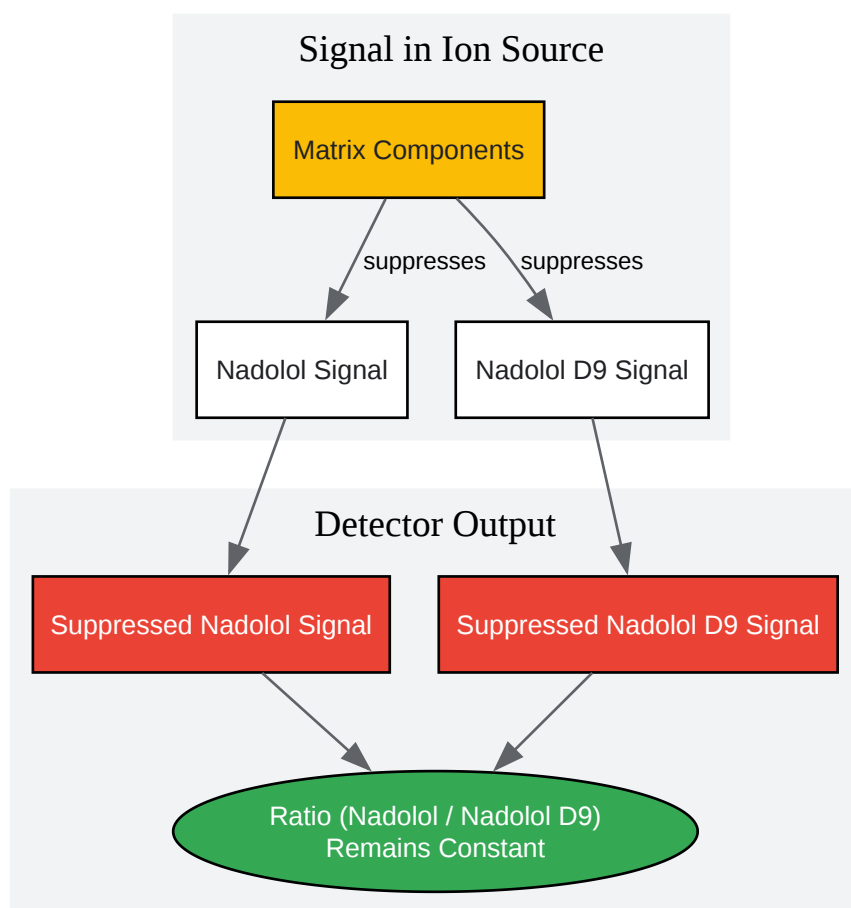 Signal in Ion Source
Matrix Components
suppresses
suppresses
Nadolol Signal
Nadolol D9 Signal
Detector Output
Suppressed Nadolol Signal
Suppressed Nadolol D9 Signal
Ratio (Nadolol / Nadolol D9)
Remains Constant